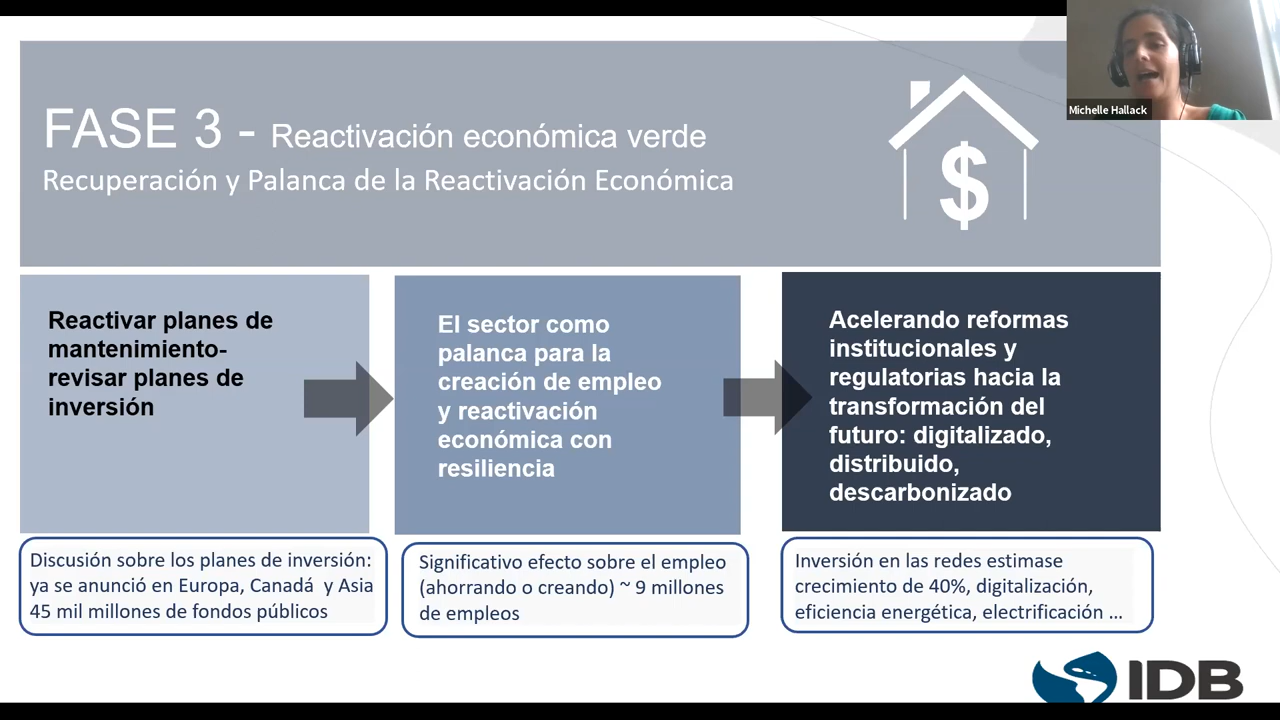 Michelle Hallack
FASE 3 - Reactivación económica verde
Recuperación y Palanca de la Reactivación Económica
$
Reactivar planes de
mantenimiento-
revisar planes de
inversión
El sector como
palanca para la
creación de empleo
y reactivación
económica con
resiliencia
Acelerando reformas
institucionales y
regulatorias hacia la
transformación del
futuro: digitalizado,
distribuido,
descarbonizado
Discusión sobre los planes de inversión:
ya se anunció en Europa, Canadá y Asia
45 mil millones de fondos públicos
Significativo efecto sobre el empleo
(ahorrando o creando) ~ 9 millones
de empleos
Inversión en las redes estimase
crecimiento de 40%, digitalización,
eficiencia energética, electrificación ...
IDB